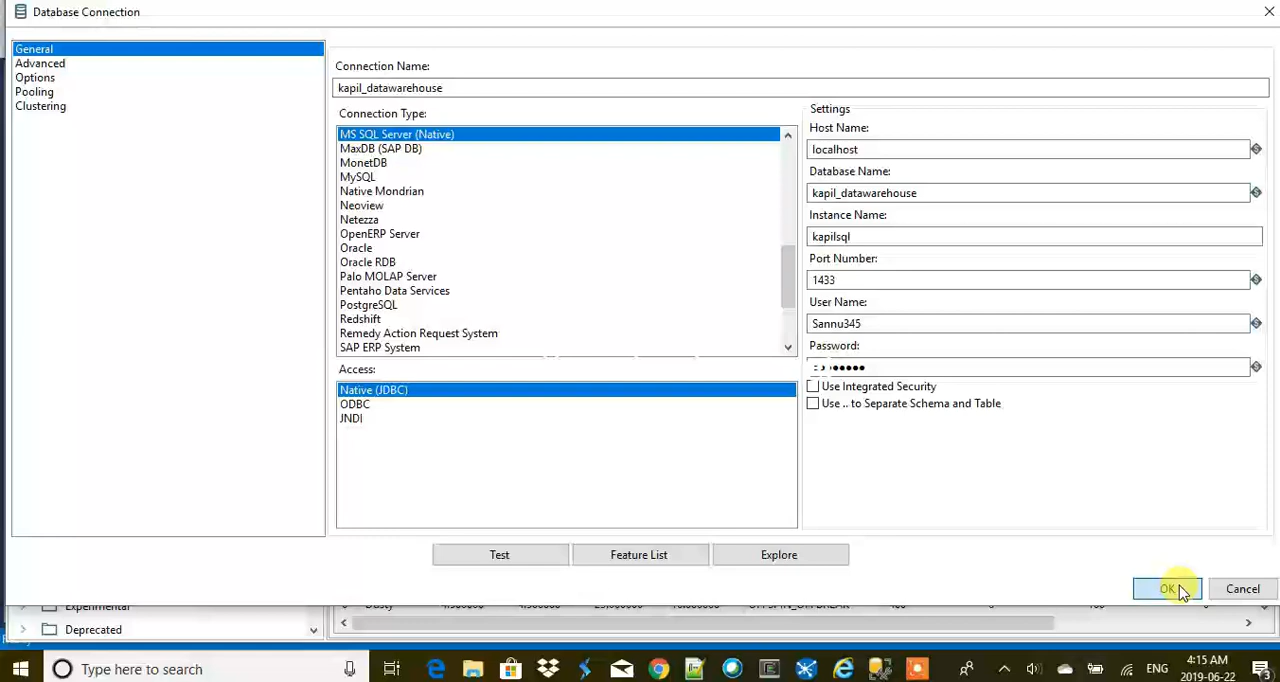 Database Connection
General
Advanced
Options
Pooling
Clustering
Connection Name:
kapil_datawarehouse
Connection Type:
MS SQL Server (Native)
MaxDB (SAP DB)
MonetDB
MySQL
Native Mondrian
Neoview
Netezza
OpenERP Server
Oracle
Oracle RDB
Palo MOLAP Server
Pentaho Data Services
PostgreSQL
Redshift
Remedy Action Request System
SAP ERP System
Access:
Native (JDBC)
ODBC
JNDI
Settings
Host Name:
localhost
Database Name:
kapil_datawarehouse
Instance Name:
kapilsql
Port Number:
1433
User Name:
Sannu345
Password:
Use Integrated Security
Use .. to Separate Schema and Table
Test Feature List Explore
OK Cancel
Experimental
Deprecated
Type here to search
ENG
4:15 AM
2019-06-22
3